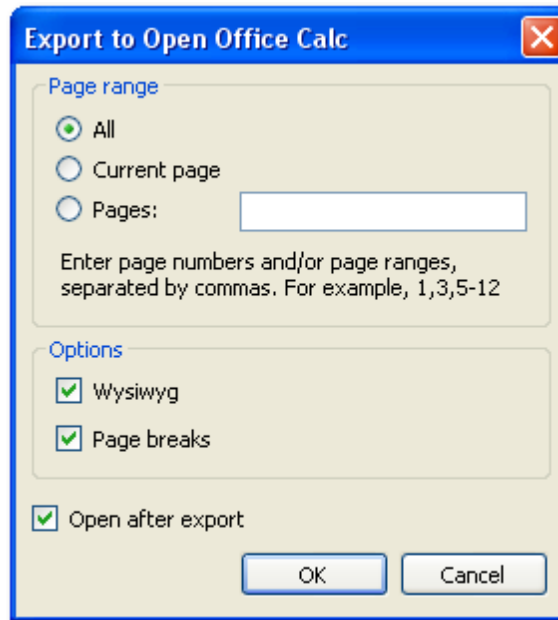 Export to Open Office Calc
Page range
All
Current page
Pages:
Enter page numbers and/or page ranges,
separated by commas. For example, 1,3,5-12
Options
Wysiwyg
Page breaks
Open after export
OK Cancel